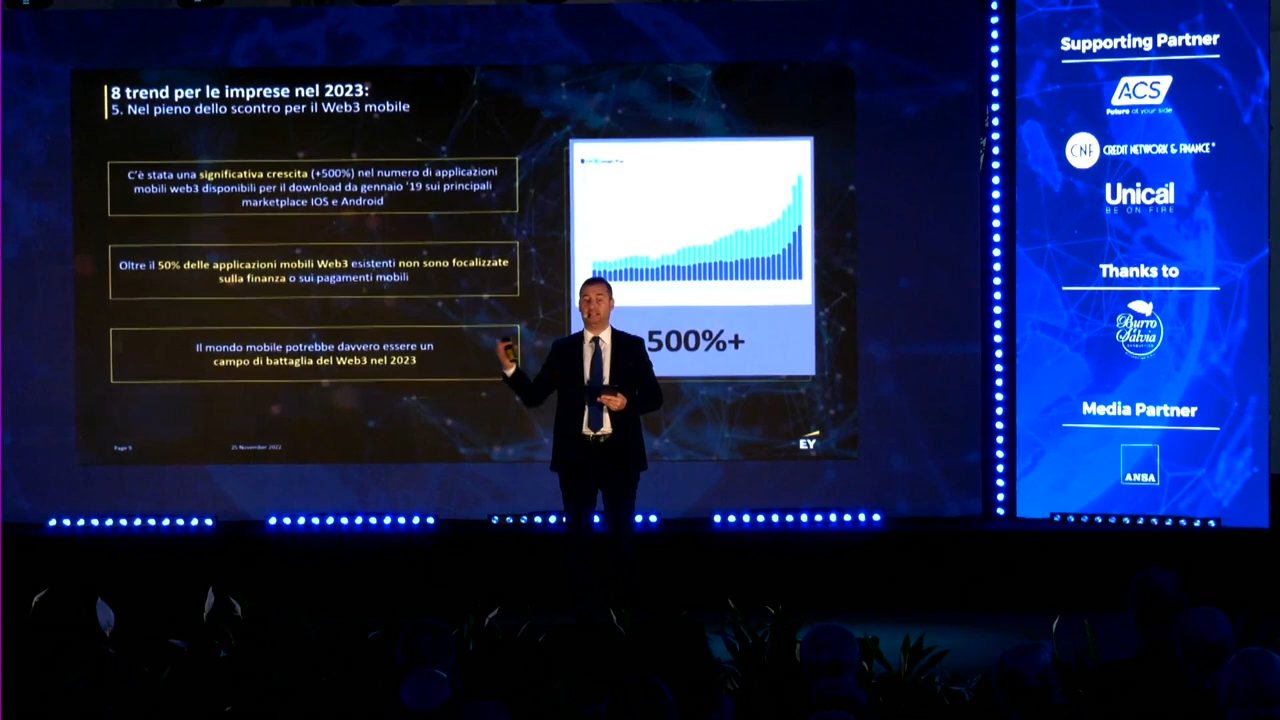 8 trend per le imprese nel 2023:
5. Nel pieno dello scontro per il Web3 mobile
C'è stata una significativa crescita (+500%) nel numero di applicazioni
mobili web3 disponibili per il download da gennaio '19 sui principali
marketplace IOS e Android
Oltre il 50% delle applicazioni mobili Web3 esistenti non sono focalizzate
sulla finanza o sui pagamenti mobili
Il mondo mobile potrebbe davvero essere un
campo di battaglia del Web3 nel 2023
500%+
Page 9
25 November 2022
EY
Supporting Partner
ACS
Future at your side
CNF CREDIT NETWORK & FINANCE
Unical
BE ON FIRE
Thanks to
Burro
Salvia
Media Partner
ANSA